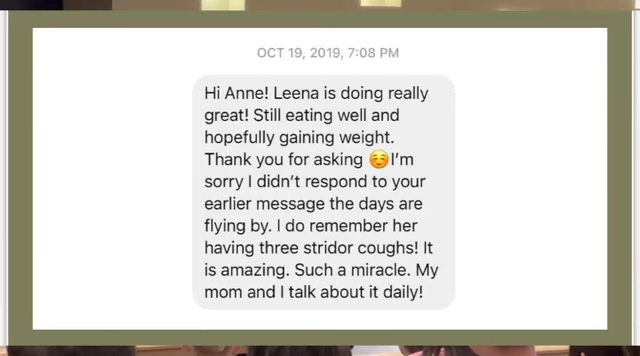 OCT 19, 2019, 7:08 PM
Hi Anne! Leena is doing really
great! Still eating well and
hopefully gaining weight.
Thank you for asking ☺️I'm
sorry I didn't respond to your
earlier message the days are
flying by. I do remember her
having three stridor coughs! It
is amazing. Such a miracle. My
mom and I talk about it daily!